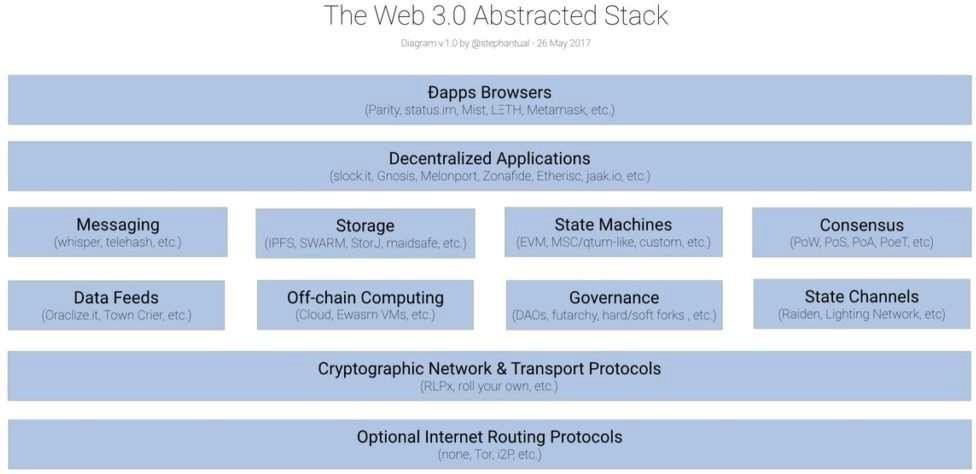 The Web 3.0 Abstracted Stack
Diagram v.1.0 by @stephantual - 26 May 2017
Ðapps Browsers
(Parity, status.im, Mist, LΞTH, Metamask, etc.)
Decentralized Applications
(slock.it, Gnosis, Melonport, Zonafide, Etherisc, jaak.io, etc.)
Messaging
(whisper, telehash, etc.)
Storage
(IPFS, SWARM, StorJ, maidsafe, etc.)
State Machines
(EVM, MSC/qtum-like, custom, etc.)
Consensus
(PoW, PoS, PoA, PoeT, etc)
Data Feeds
(Oraclize.it, Town Crier, etc.)
Off-chain Computing
(Cloud, Ewasm VMs, etc.)
Governance
(DAOs, futarchy, hard/soft forks , etc.)
State Channels
(Raiden, Lighting Network, etc)
Cryptographic Network & Transport Protocols
(RLPx, roll your own, etc.)
Optional Internet Routing Protocols
(none, Tor, i2P, etc.)